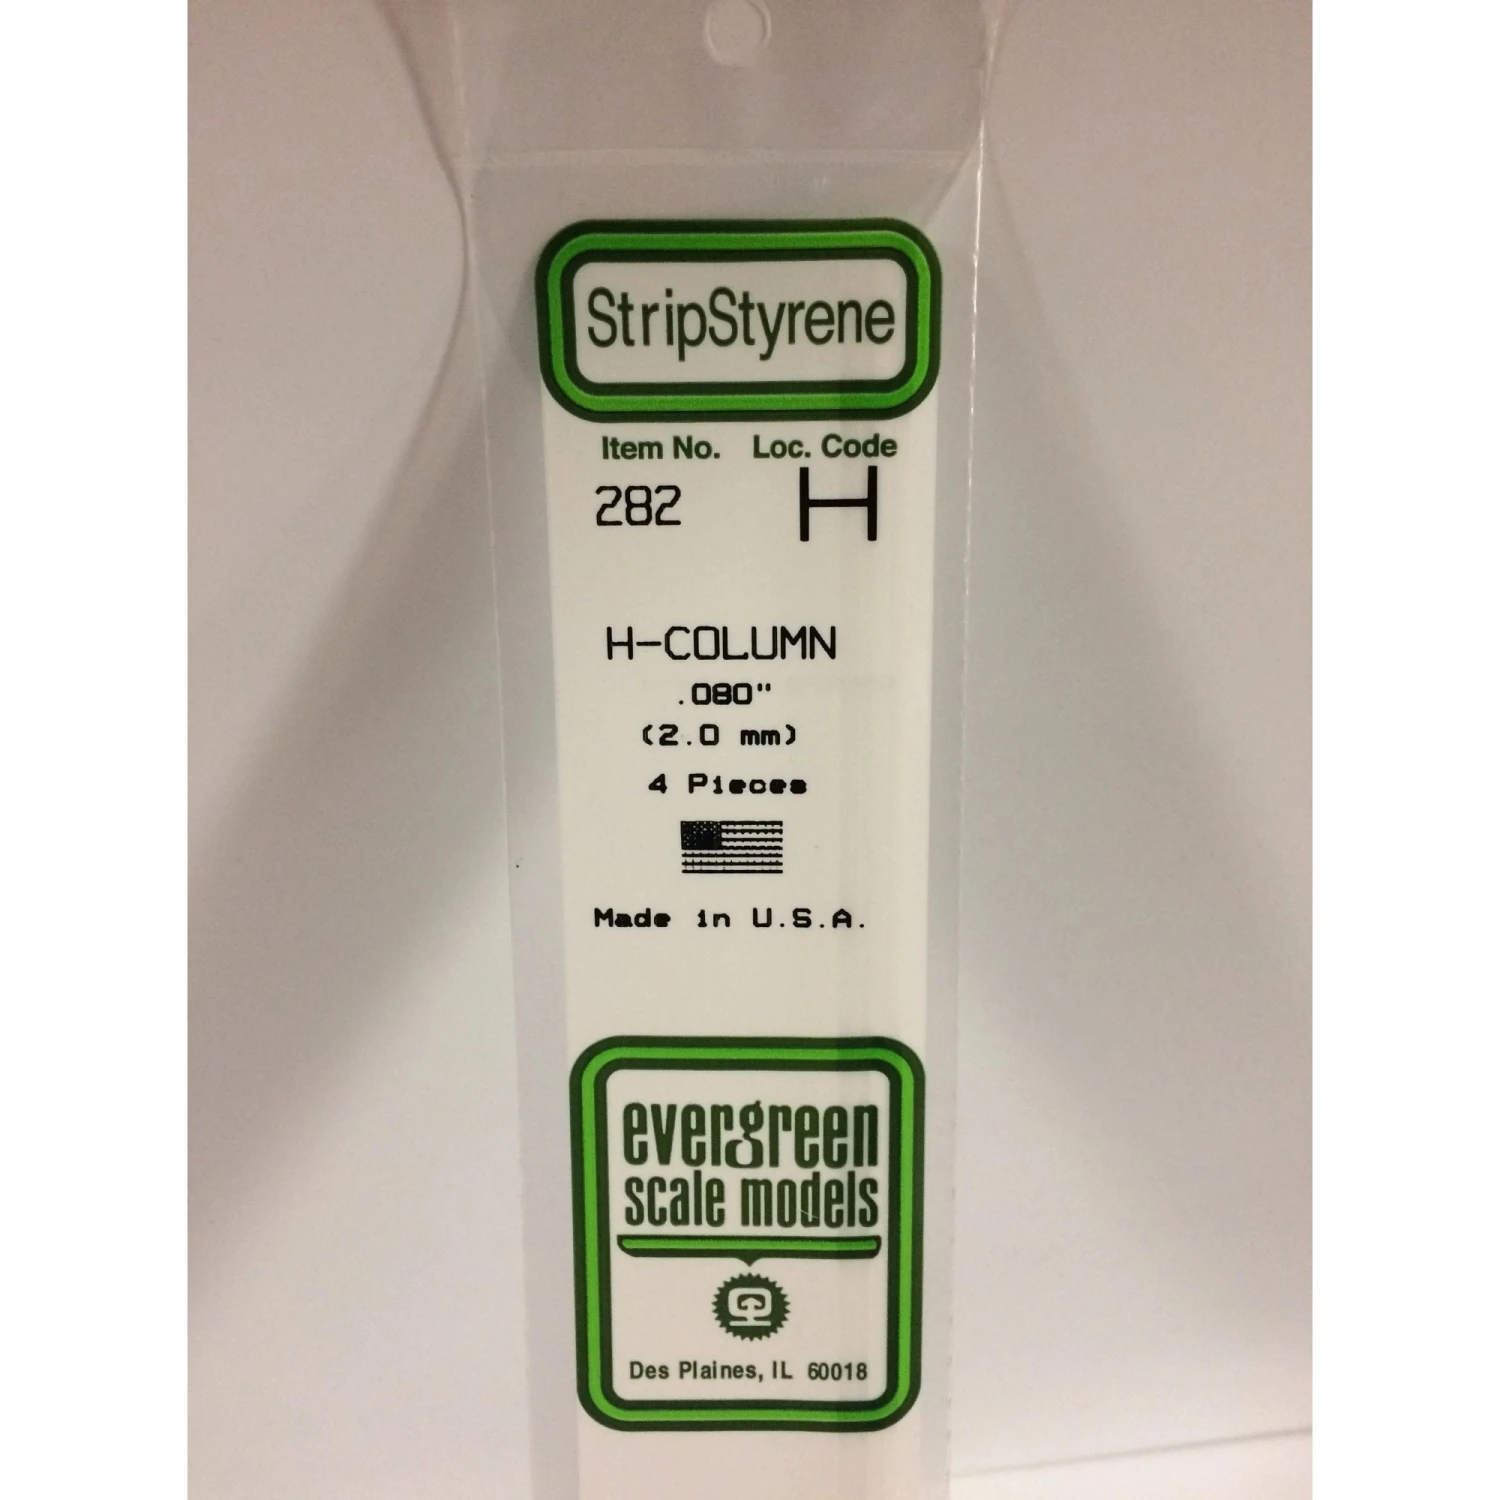 StripStyrene
Item No. Loc. Code
282 H
H-COLUMN
.080"
(2.0 mm)
4 Pieces
Made in U.S.A.
evergreen
scale models
Des Plaines, IL 60018